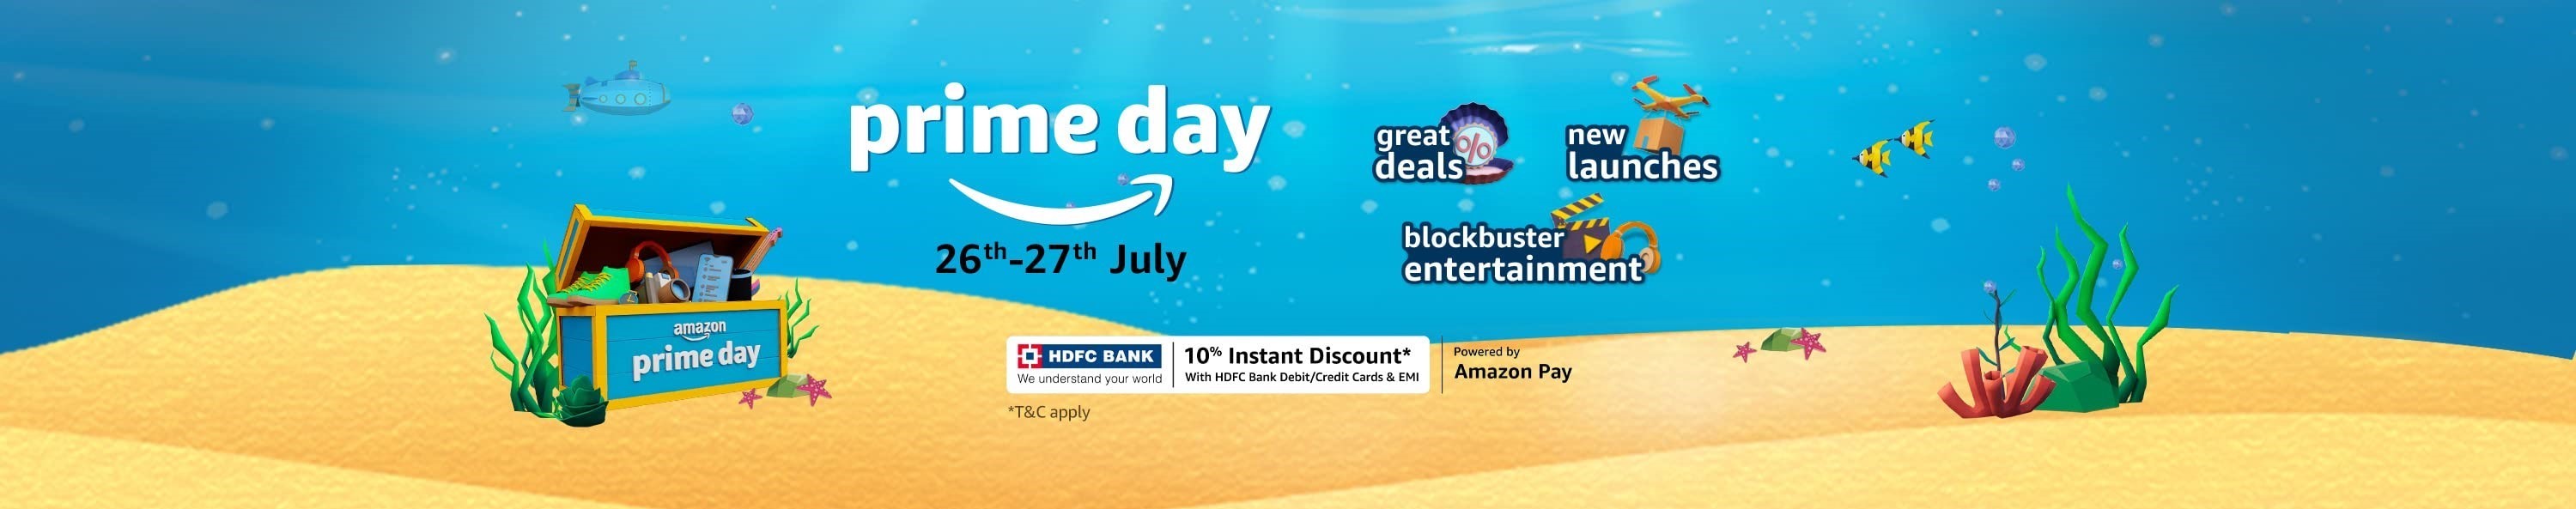 prime day
26th-27th July
great
deals
%
new
launches
blockbuster
entertainment
amazon
prime day
HDFC BANK
We understand your world
10% Instant Discount*
With HDFC Bank Debit/Credit Cards & EMI
Powered by
Amazon Pay
*T&C apply